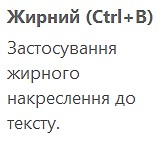 Жирний (Ctrl+B)
Застосування
жирного
накреслення до
тексту.